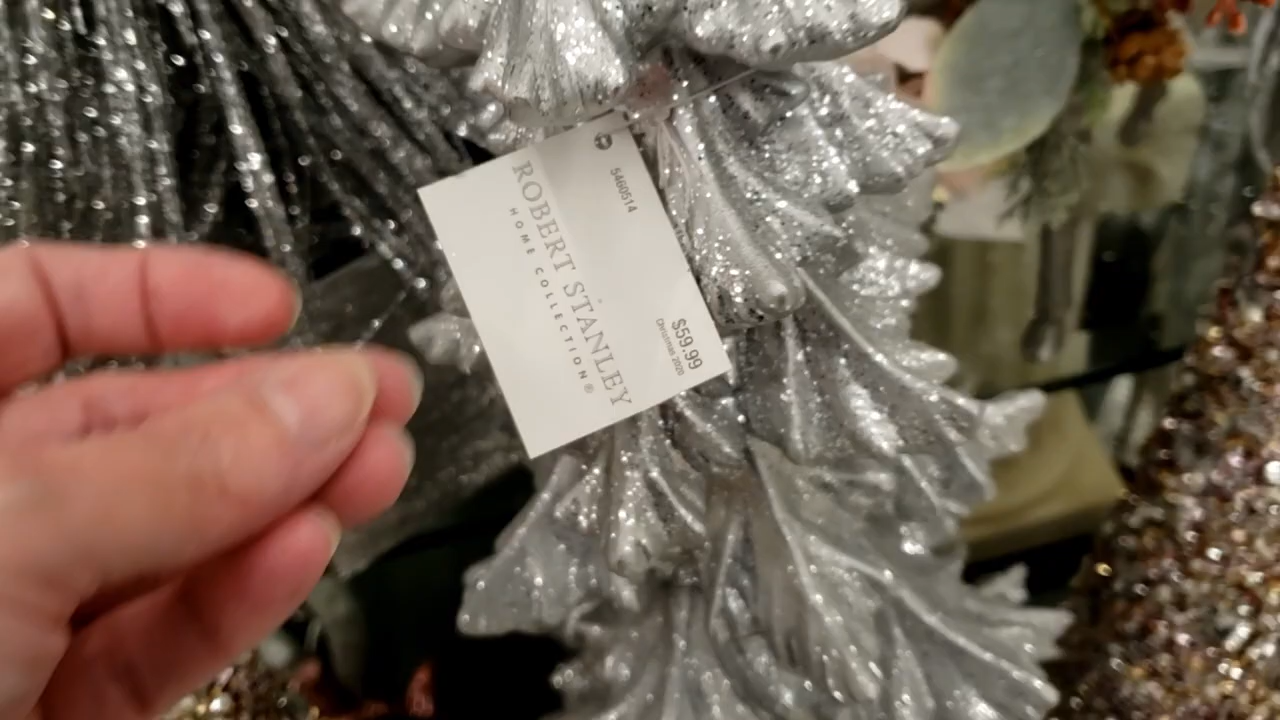 5460514
ROBERT STANLEY
HOME COLLECTION®
$59.99
Christmas 2020